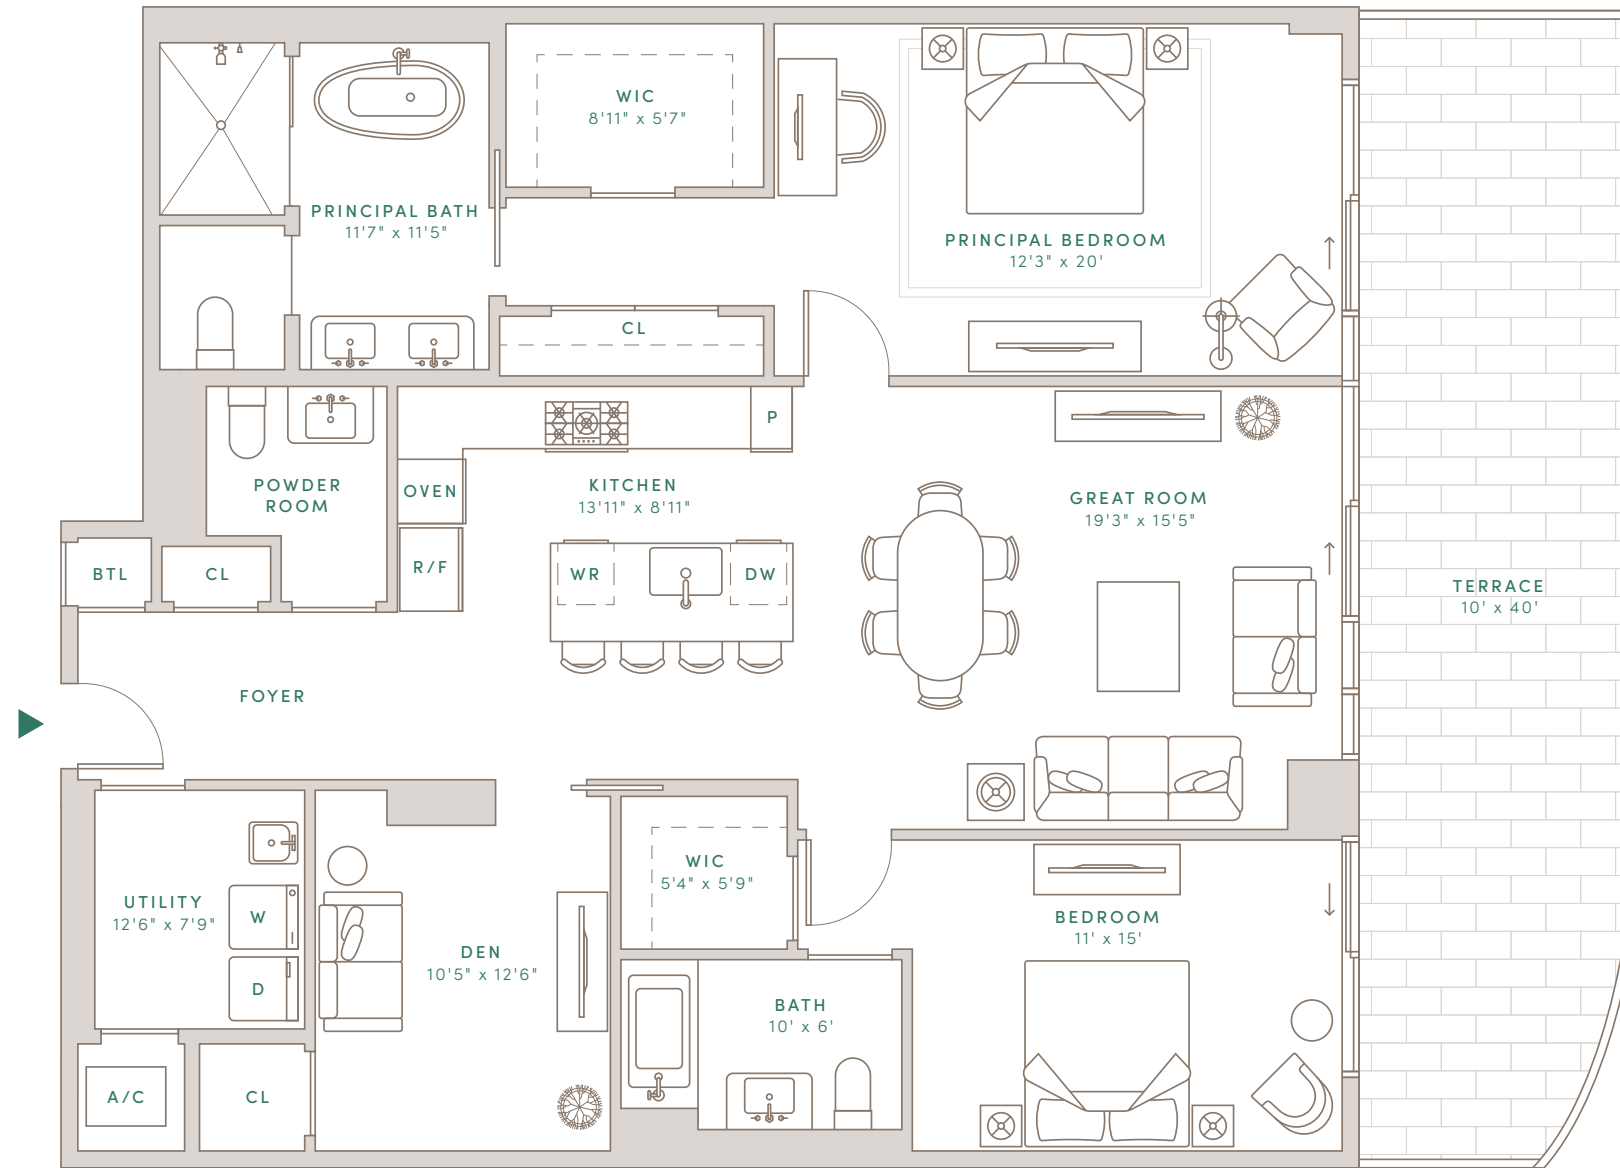 WIC
8'11" x 5'7"
PRINCIPAL BATH
11'7" x 11'5"
PRINCIPAL BEDROOM
12'3" x 20'
CL
P
POWDER
ROOM
OVEN
KITCHEN
13'11" x 8'11"
GREAT ROOM
19'3" x 15'5"
BTL
CL
R/F
WR
DW
TERRACE
10' x 40'
FOYER
UTILITY
12'6" x 7'9"
W
D
WIC
5'4" x 5'9"
BEDROOM
11' x 15'
DEN
10'5" x 12'6"
BATH
10' x 6'
A/C
CL